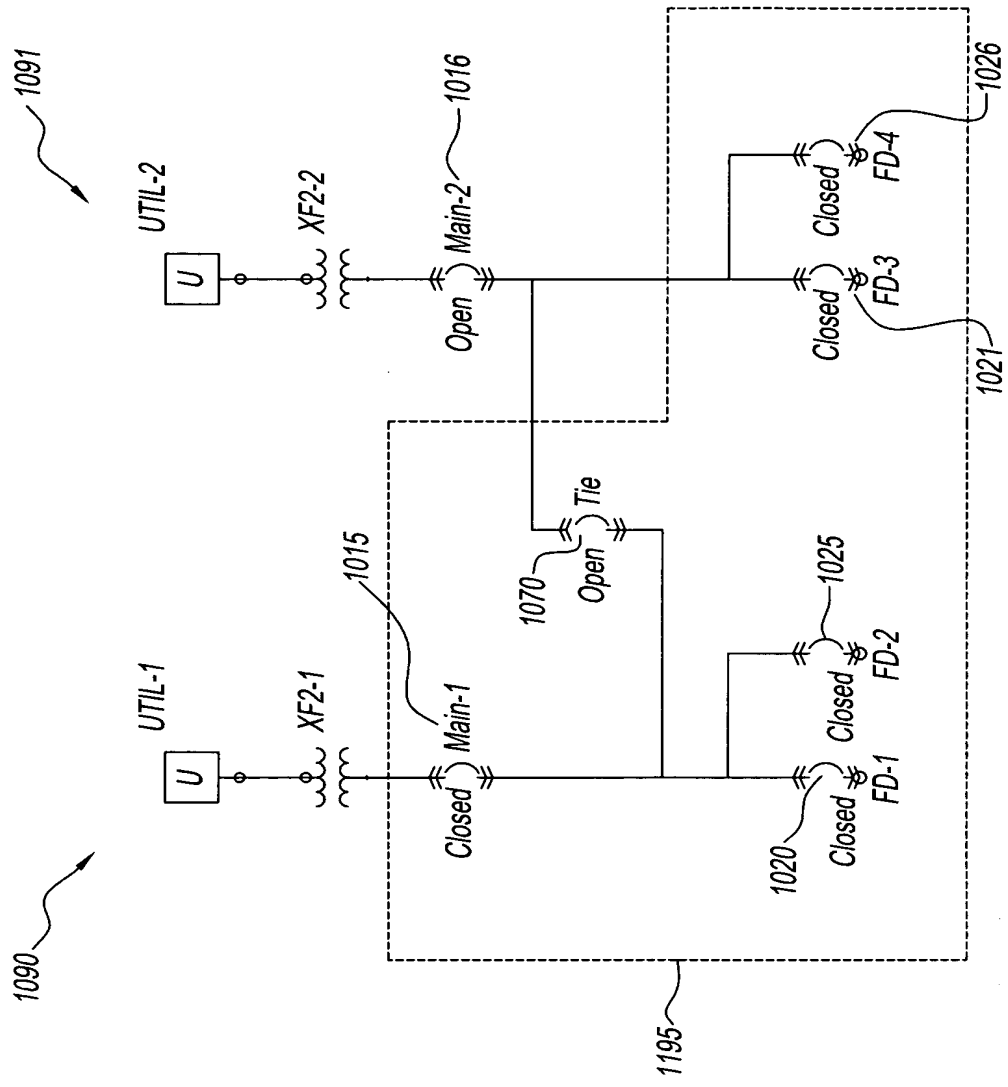 1090
1091
UTIL-1
UTIL-2
U
U
XF2-1
XF2-2
1015
1016
Main-1
Main-2
Closed
Open
Tie
1070
Open
1025
1020
Closed
Closed
Closed
Closed
FD-1
FD-2
FD-3
FD-4
1021
1026
1195